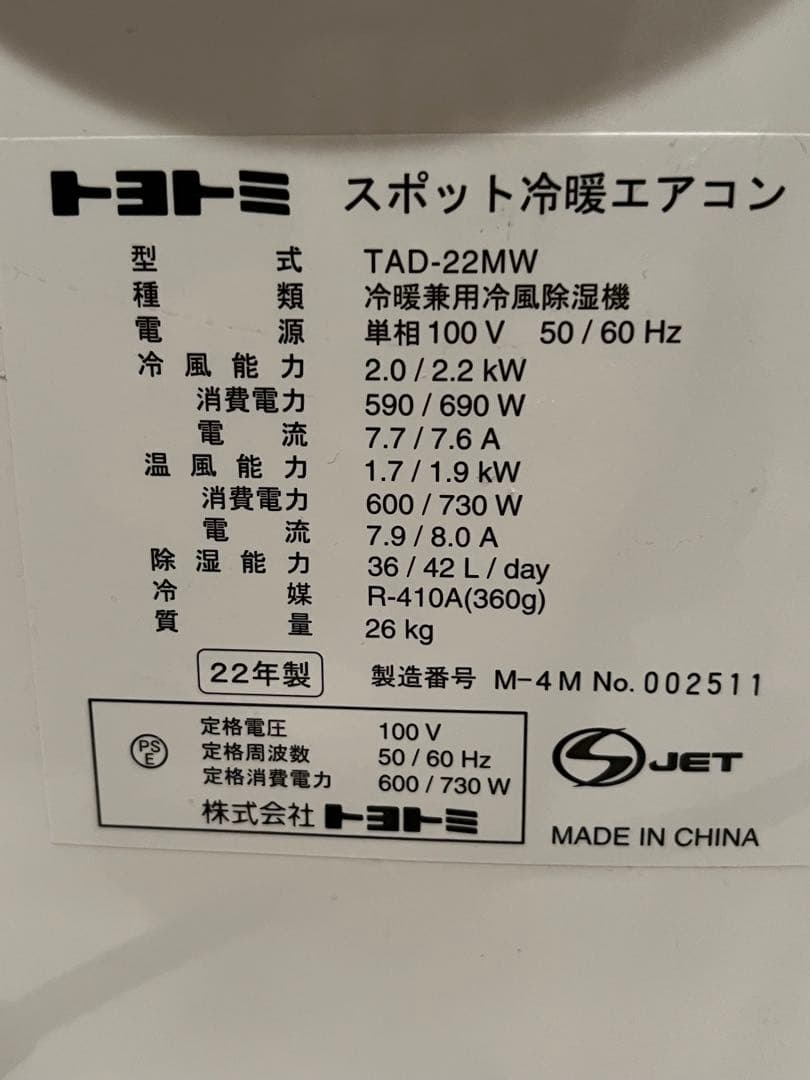 トヨトミ スポット冷暖エアコン
型式 TAD-22MW
種類 冷暖兼用冷風除湿機
電源 単相100V 50/60Hz
冷風能力 2.0/2.2kW
消費電力 590/690W
電流 7.7/7.6A
温風能力 1.7/1.9kW
消費電力 600/730W
電流 7.9/8.0A
除湿能力 36/42L/day
冷媒 R-410A(360g)
質量 26kg
22年製 製造番号 M-4M No.002511
PSE
定格電圧 100V
定格周波数 50/60Hz
定格消費電力 600/730W
株式会社トヨトミ
S JET
MADE IN CHINA